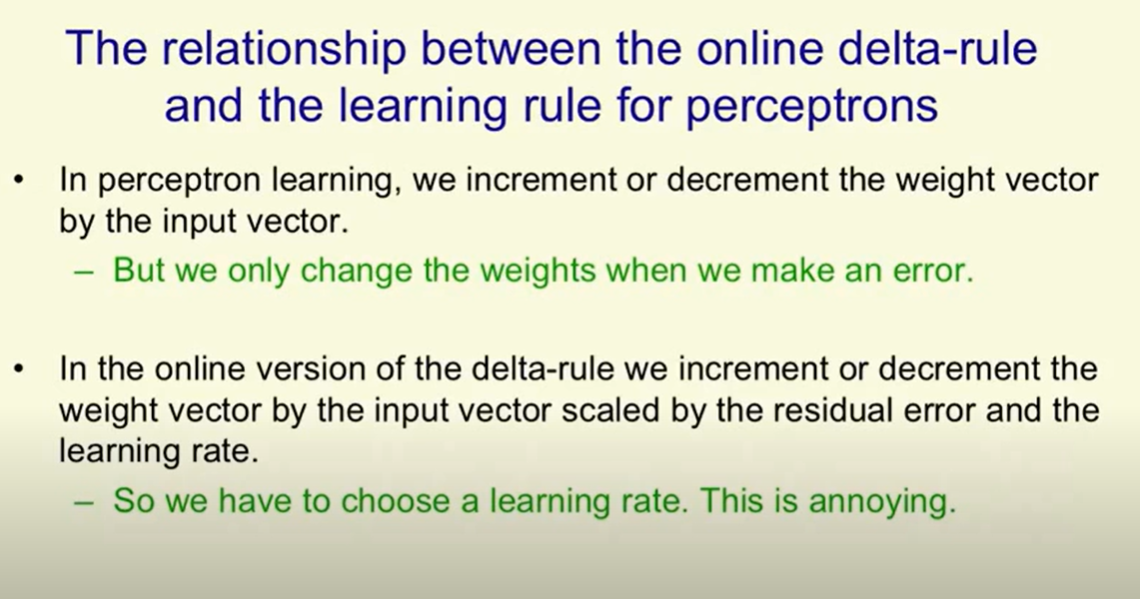 The relationship between the online delta-rule
and the learning rule for perceptrons
• In perceptron learning, we increment or decrement the weight vector
by the input vector.
– But we only change the weights when we make an error.
• In the online version of the delta-rule we increment or decrement the
weight vector by the input vector scaled by the residual error and the
learning rate.
– So we have to choose a learning rate. This is annoying.